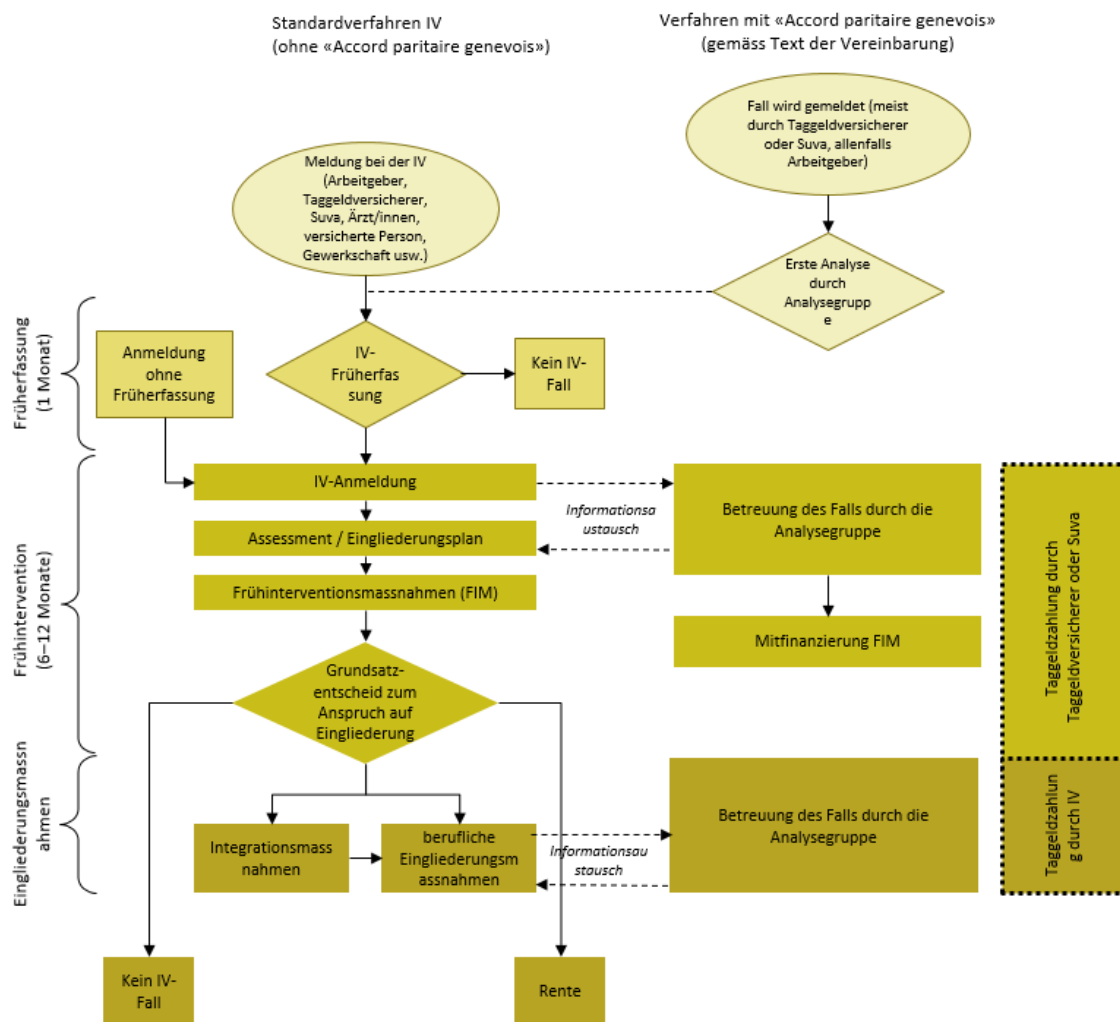 Standardverfahren IV
(ohne «Accord paritaire genevois»)
Verfahren mit «Accord paritaire genevois»
(gemäss Text der Vereinbarung)
Fall wird gemeldet (meist
durch Taggeldversicherer
oder Suva, allenfalls
Arbeitgeber)
Meldung bei der IV
(Arbeitgeber,
Taggeldversicherer,
Suva, Ärzt/innen,
versicherte Person,
Gewerkschaft usw.)
Erste Analyse
durch
Analysegrupp
e
Früherfassung
(1 Monat)
Anmeldung
ohne
Früherfassung
IV-
Früherfas
sung
Kein IV-
Fall
Frühintervention
(6–12 Monate)
IV-Anmeldung
Informationsa
ustausch
Betreuung des Falls durch die
Analysegruppe
Assessment / Eingliederungsplan
Frühinterventionsmassnahmen (FIM)
Mitfinanzierung FIM
Taggeldzahlung durch
Taggeldversicherer oder Suva
Grundsatz-
entscheid zum
Anspruch auf
Eingliederung
Eingliederungsmassn
ahmen
Integrationsmass
nahmen
berufliche
Eingliederungsm
assnahmen
Informationsau
stausch
Betreuung des Falls durch die
Analysegruppe
Taggeldzahlun
g durch IV
Kein IV-
Fall
Rente